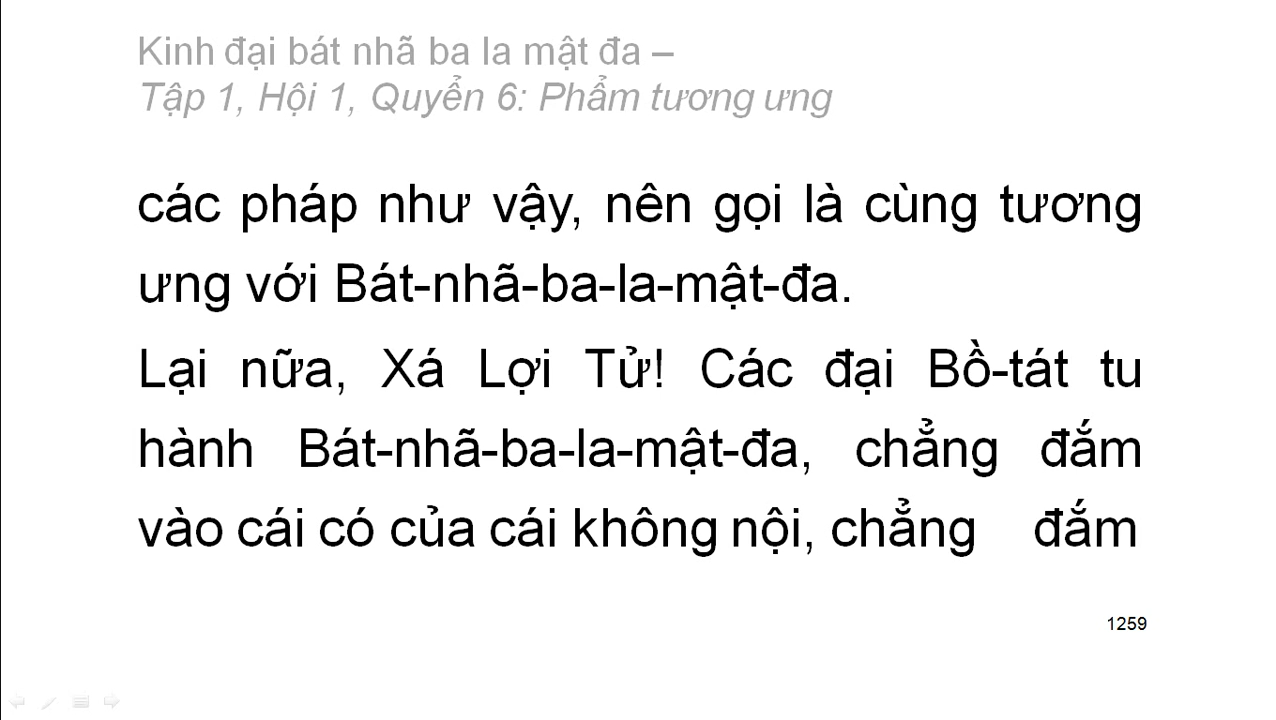 Kinh đại bát nhã ba la mật đa –
Tập 1, Hội 1, Quyển 6: Phẩm tương ưng
các pháp như vậy, nên gọi là cùng tương
ưng với Bát-nhã-ba-la-mật-đa.
Lại nữa, Xá Lợi Tử! Các đại Bồ-tát tu
hành Bát-nhã-ba-la-mật-đa, chẳng đắm
vào cái có của cái không nội, chẳng đắm
1259